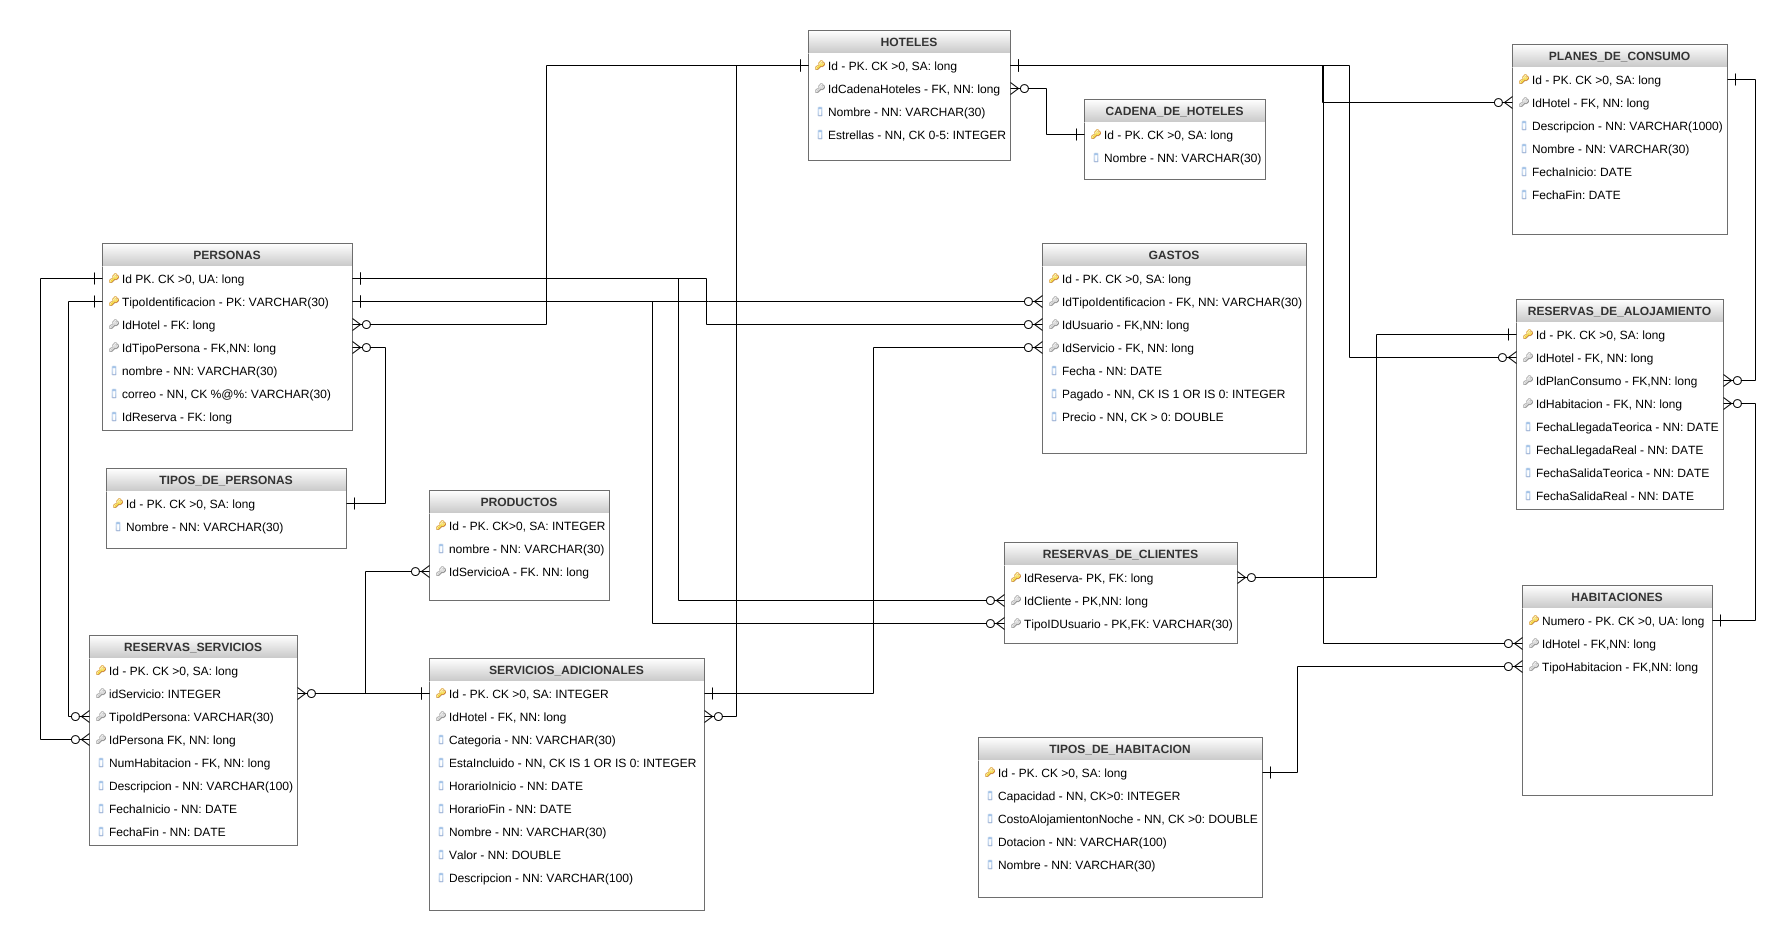 HOTELES
Id - PK. CK >0, SA: long
IdCadenaHoteles - FK, NN: long
Nombre - NN: VARCHAR(30)
Estrellas - NN, CK 0-5: INTEGER
CADENA_DE_HOTELES
Id - PK. CK >0, SA: long
Nombre - NN: VARCHAR(30)
PLANES_DE_CONSUMO
Id - PK. CK >0, SA: long
IdHotel - FK, NN: long
Descripcion - NN: VARCHAR(1000)
Nombre - NN: VARCHAR(30)
FechaInicio: DATE
FechaFin: DATE
PERSONAS
Id PK. CK >0, UA: long
TipoIdentificacion - PK: VARCHAR(30)
IdHotel - FK: long
IdTipoPersona - FK,NN: long
nombre - NN: VARCHAR(30)
correo - NN, CK %@%: VARCHAR(30)
IdReserva - FK: long
GASTOS
Id - PK. CK >0, SA: long
IdTipoIdentificacion - FK, NN: VARCHAR(30)
IdUsuario - FK,NN: long
IdServicio - FK, NN: long
Fecha - NN: DATE
Pagado - NN, CK IS 1 OR IS 0: INTEGER
Precio - NN, CK > 0: DOUBLE
RESERVAS_DE_ALOJAMIENTO
Id - PK. CK >0, SA: long
IdHotel - FK, NN: long
IdPlanConsumo - FK,NN: long
IdHabitacion - FK, NN: long
FechaLlegadaTeorica - NN: DATE
FechaLlegadaReal - NN: DATE
FechaSalidaTeorica - NN: DATE
FechaSalidaReal - NN: DATE
TIPOS_DE_PERSONAS
Id - PK. CK >0, SA: long
Nombre - NN: VARCHAR(30)
PRODUCTOS
Id - PK. CK>0, SA: INTEGER
nombre - NN: VARCHAR(30)
IdServicioA - FK. NN: long
RESERVAS_DE_CLIENTES
IdReserva- PK, FK: long
IdCliente - PK,NN: long
TipoIDUsuario - PK,FK: VARCHAR(30)
HABITACIONES
Numero - PK. CK >0, UA: long
IdHotel - FK,NN: long
TipoHabitacion - FK,NN: long
RESERVAS_SERVICIOS
Id - PK. CK >0, SA: long
idServicio: INTEGER
TipoIdPersona: VARCHAR(30)
IdPersona FK, NN: long
NumHabitacion - FK, NN: long
Descripcion - NN: VARCHAR(100)
FechaInicio - NN: DATE
FechaFin - NN: DATE
SERVICIOS_ADICIONALES
Id - PK. CK >0, SA: INTEGER
IdHotel - FK, NN: long
Categoria - NN: VARCHAR(30)
EstaIncluido - NN, CK IS 1 OR IS 0: INTEGER
HorarioInicio - NN: DATE
HorarioFin - NN: DATE
Nombre - NN: VARCHAR(30)
Valor - NN: DOUBLE
Descripcion - NN: VARCHAR(100)
TIPOS_DE_HABITACION
Id - PK. CK >0, SA: long
Capacidad - NN, CK>0: INTEGER
CostoAlojamientonNoche - NN, CK >0: DOUBLE
Dotacion - NN: VARCHAR(100)
Nombre - NN: VARCHAR(30)